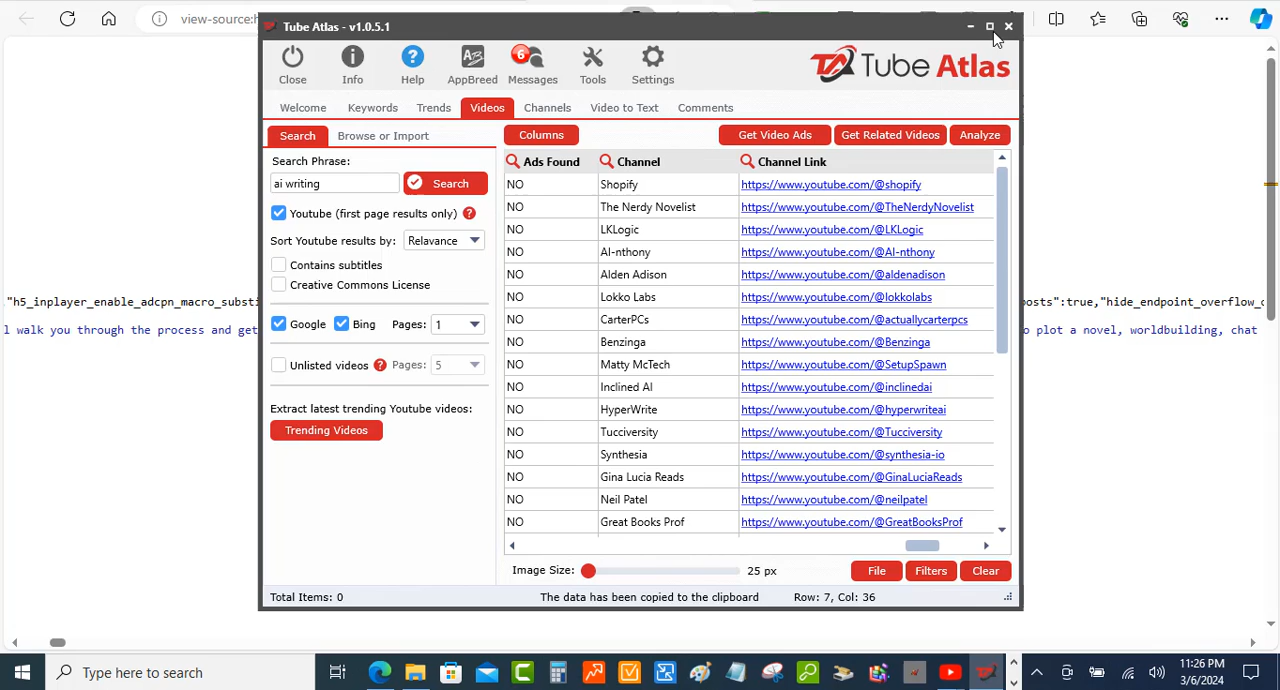 view-source:h
Tube Atlas - v1.0.5.1
Close
Info
Help
AppBreed
6
Messages
Tools
Settings
Tube Atlas
Welcome
Keywords
Trends
Videos
Channels
Video to Text
Comments
Search
Browse or Import
Columns
Get Video Ads
Get Related Videos
Analyze
Search Phrase:
ai writing
Search
Youtube (first page results only)
Sort Youtube results by:
Relevance
Contains subtitles
Creative Commons License
Google
Bing
Pages:
1
Unlisted videos
Pages:
5
Extract latest trending Youtube videos:
Trending Videos
Ads Found Channel Channel Link
NO Shopify https://www.youtube.com/@shopify
NO The Nerdy Novelist https://www.youtube.com/@TheNerdyNovelist
NO LKLogic https://www.youtube.com/@LKLogic
NO AI-nthony https://www.youtube.com/@AI-nthony
NO Alden Adison https://www.youtube.com/@aldenadison
NO Lokko Labs https://www.youtube.com/@lokkolabs
NO CarterPCs https://www.youtube.com/@actuallycarterpcs
NO Benzinga https://www.youtube.com/@Benzinga
NO Matty McTech https://www.youtube.com/@SetupSpawn
NO Inclined AI https://www.youtube.com/@inclinedai
NO HyperWrite https://www.youtube.com/@hyperwriteai
NO Tucciversity https://www.youtube.com/@Tucciversity
NO Synthesia https://www.youtube.com/@synthesia-io
NO Gina Lucia Reads https://www.youtube.com/@GinaLuciaReads
NO Neil Patel https://www.youtube.com/@neilpatel
NO Great Books Prof https://www.youtube.com/@GreatBooksProf
Image Size:
25 px
File
Filters
Clear
Total Items: 0
The data has been copied to the clipboard
Row: 7, Col: 36
"h5_inplayer_enable_adcpn_macro_substi
osts":true,"hide_endpoint_overflow_
l walk you through the process and get
o plot a novel, worldbuilding, chat
Type here to search
11:26 PM
3/6/2024